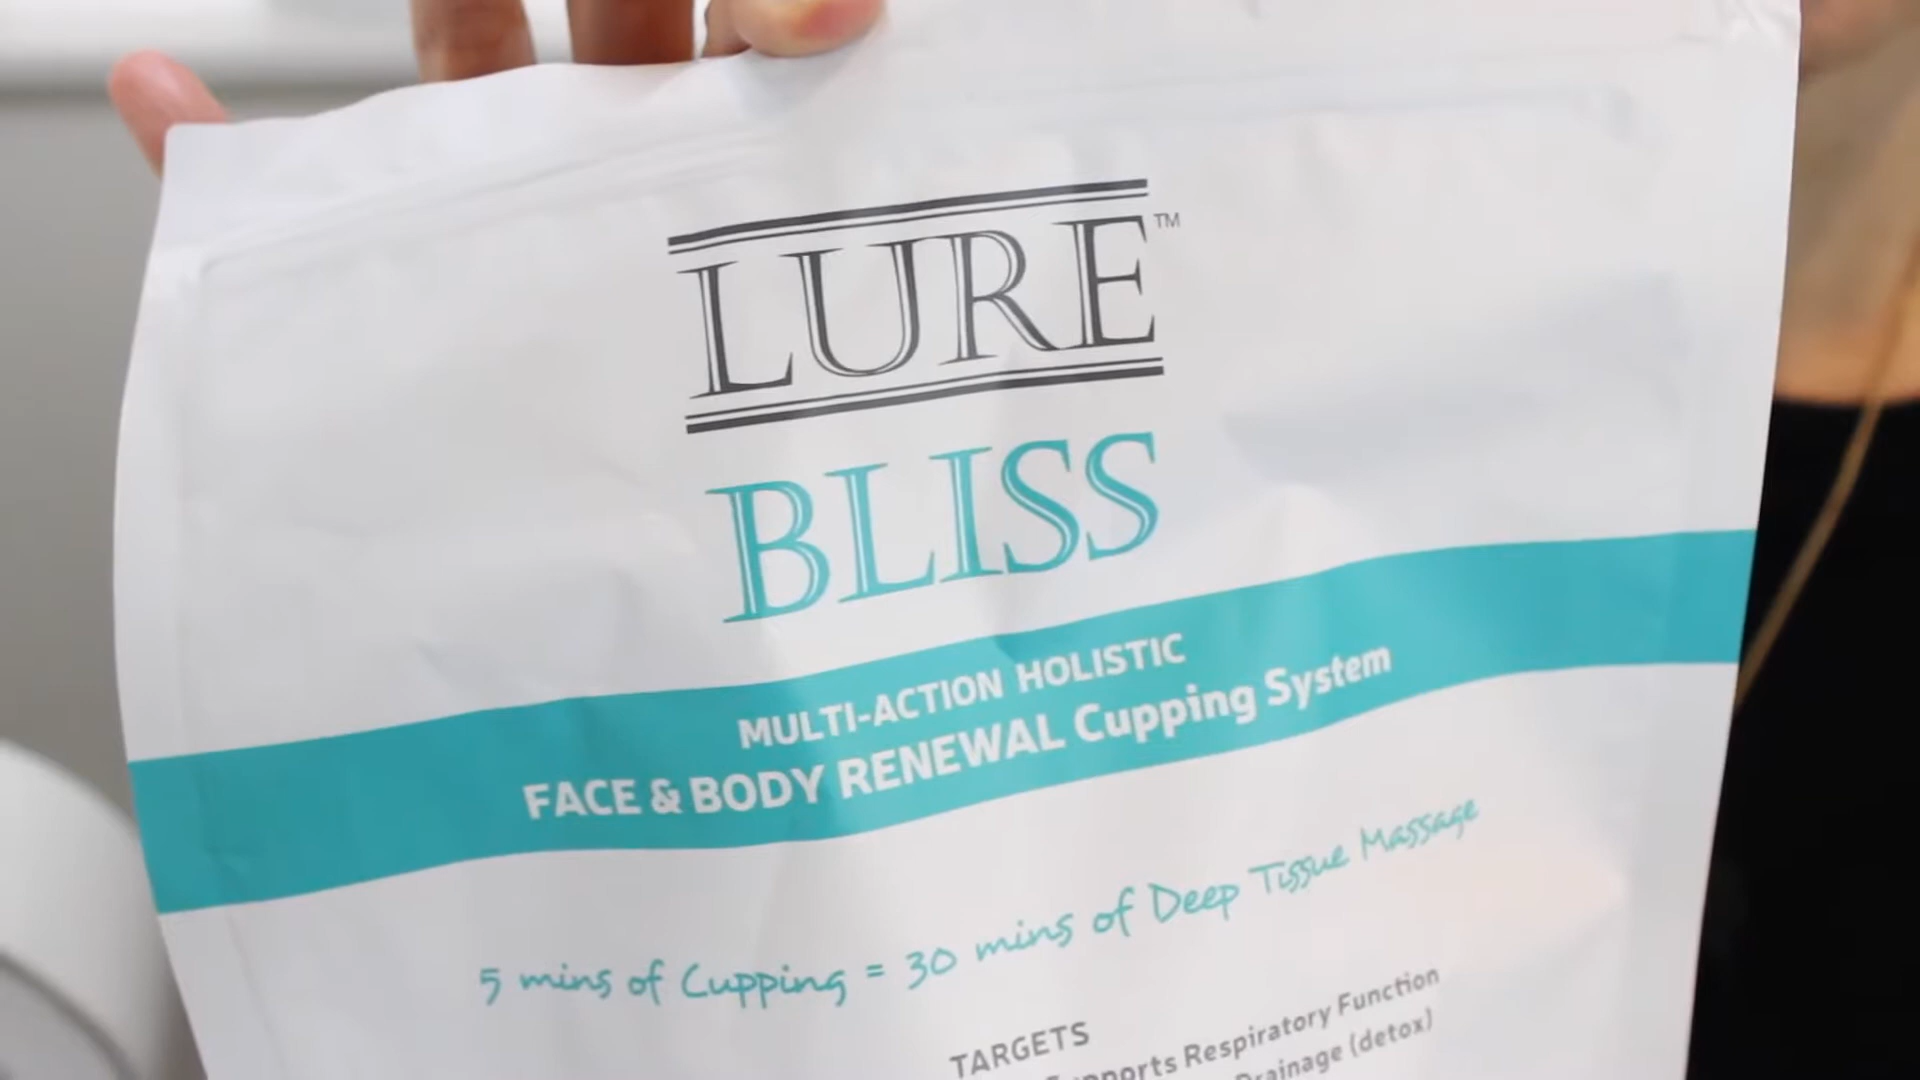 LURE™
BLISS
MULTI-ACTION HOLISTIC
FACE & BODY RENEWAL Cupping System
5 mins of Cupping = 30 mins of Deep Tissue Massage
TARGETS
Supports Respiratory Function
Drainage (detox)